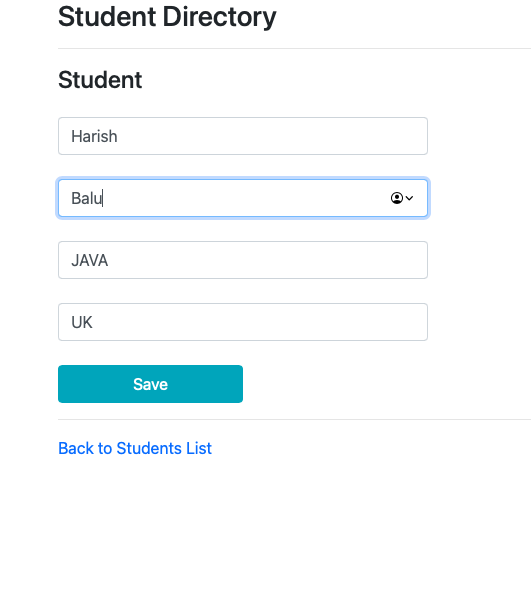 Student Directory
Student
Harish
Balu
JAVA
UK
Save
Back to Students List